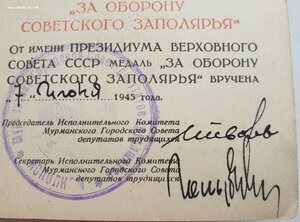 „ЗА ОБОРОНУ
СОВЕТСКОГО ЗАПОЛЯРЬЯ“
От имени ПРЕЗИДИУМА ВЕРХОВНОГО
СОВЕТА СССР МЕДАЛЬ „ЗА ОБОРОНУ
СОВЕТСКОГО ЗАПОЛЯРЬЯ“ ВРУЧЕНА
„7“ Июня 1945 года.
Председатель Исполнительного Комитета
Мурманского Городского Совета
депутатов трудящихся
Секретарь Исполнительного Комитета
Мурманского Городского Совета
депутатов трудящихся